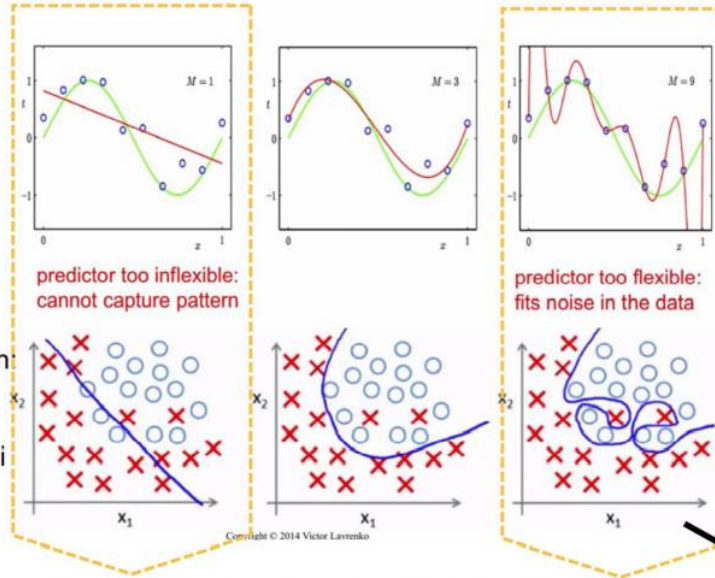 M = 1
1
t
0
−1
0
x
1
M = 3
1
t
0
−1
0
x
1
M = 9
1
t
0
−1
0
x
1
predictor too inflexible:
cannot capture pattern
predictor too flexible:
fits noise in the data
x2
x1
x2
x1
x2
x1
Copyright © 2014 Victor Lavrenko